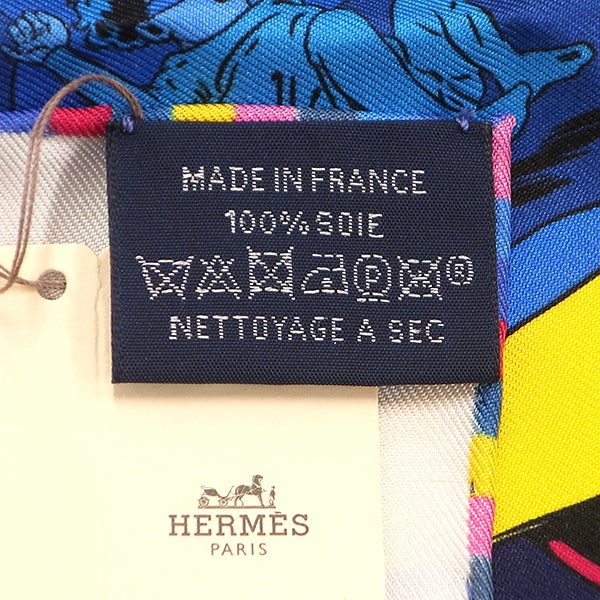 MADE IN FRANCE
100% SOIE
P ®
NETTOYAGE A SEC
HERMÈS
PARIS